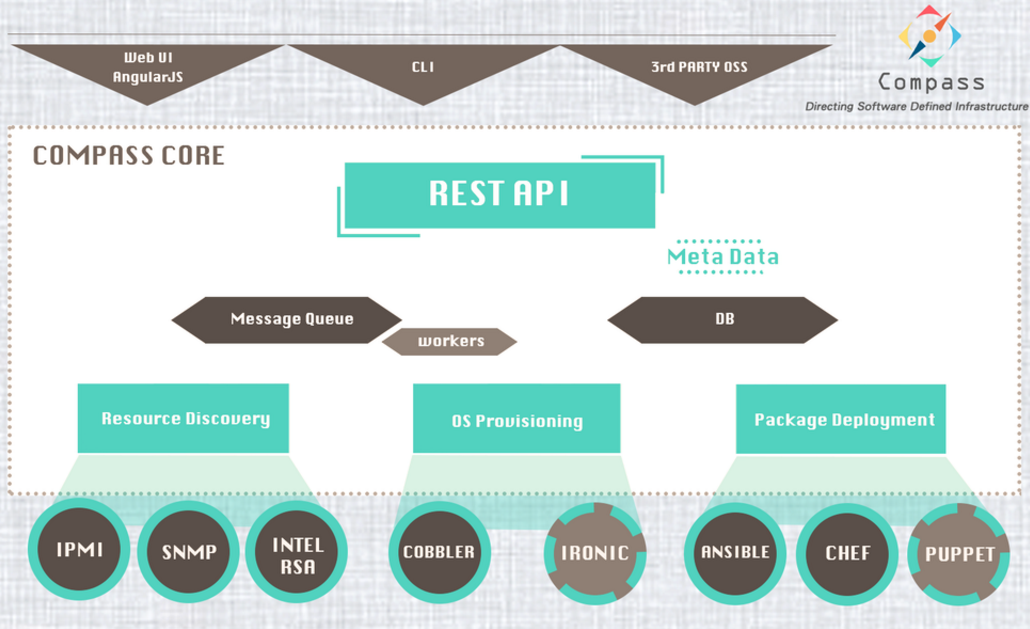 Web UI
AngularJS
CLI
3rd PARTY OSS
Compass
Directing Software Defined Infrastructure
COMPASS CORE
REST API
Meta Data
Message Queue
workers
DB
Resource Discovery
OS Provisioning
Package Deployment
IPMI
SNMP
INTEL
RSA
COBBLER
IRONIC
ANSIBLE
CHEF
PUPPET